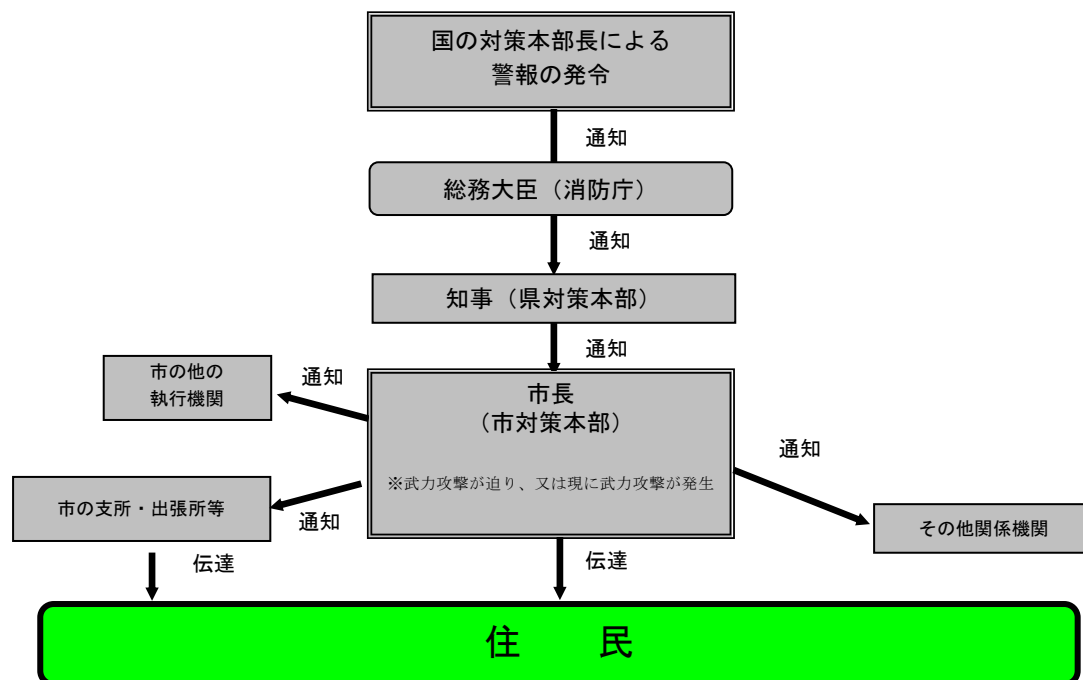 国の対策本部長による
警報の発令
通知
総務大臣（消防庁）
通知
知事（県対策本部）
通知
市の他の
執行機関
通知
市長
（市対策本部）
※武力攻撃が迫り、又は現に武力攻撃が発生
通知
市の支所・出張所等
通知
その他関係機関
伝達
伝達
住　民